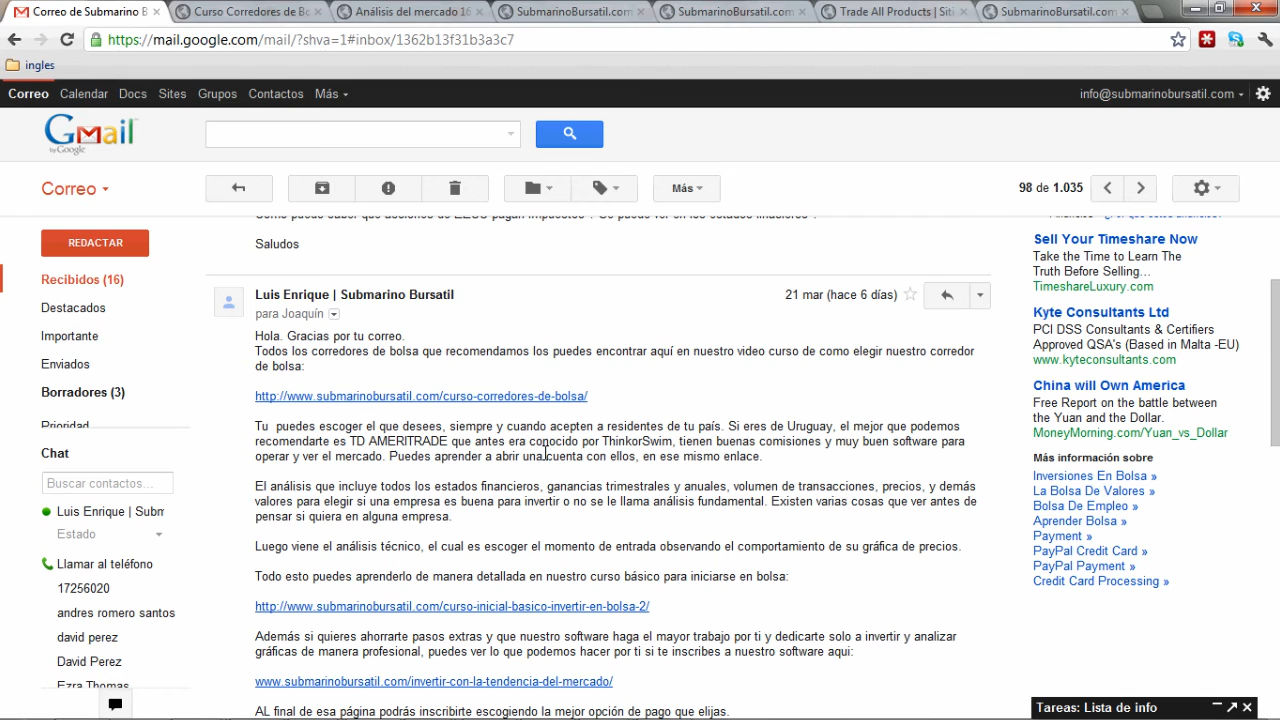 Correo de Submarino B
Curso Corredores de Bo
Análisis del mercado 16
SubmarinoBursatil.com:
SubmarinoBursatil.com:
Trade All Products | Siti
SubmarinoBursatil.com:
https://mail.google.com/mail/?shva=1#inbox/1362b13f31b3a3c7
ingles
Correo Calendar Docs Sites Grupos Contactos Más
info@submarinobursatil.com
Gmail
by Google
Correo
Más
98 de 1.035
REDACTAR
Recibidos (16)
Destacados
Importante
Enviados
Borradores (3)
Prioridad
Chat
Buscar contactos...
Luis Enrique | Subm
Estado
Llamar al teléfono
17256020
andres romero santos
david perez
David Perez
Ezra Thomas
Saludos
Luis Enrique | Submarino Bursatil
21 mar (hace 6 días)
para Joaquín
Hola. Gracias por tu correo.
Todos los corredores de bolsa que recomendamos los puedes encontrar aquí en nuestro video curso de como elegir nuestro corredor
de bolsa:
http://www.submarinobursatil.com/curso-corredores-de-bolsa/
Tu puedes escoger el que desees, siempre y cuando acepten a residentes de tu país. Si eres de Uruguay, el mejor que podemos
recomendarte es TD AMERITRADE que antes era conocido por ThinkorSwim, tienen buenas comisiones y muy buen software para
operar y ver el mercado. Puedes aprender a abrir una cuenta con ellos, en ese mismo enlace.
El análisis que incluye todos los estados financieros, ganancias trimestrales y anuales, volumen de transacciones, precios, y demás
valores para elegir si una empresa es buena para invertir o no se le llama análisis fundamental. Existen varias cosas que ver antes de
pensar si quiera en alguna empresa.
Luego viene el análisis técnico, el cual es escoger el momento de entrada observando el comportamiento de su gráfica de precios.
Todo esto puedes aprenderlo de manera detallada en nuestro curso básico para iniciarse en bolsa:
http://www.submarinobursatil.com/curso-inicial-basico-invertir-en-bolsa-2/
Además si quieres ahorrarte pasos extras y que nuestro software haga el mayor trabajo por ti y dedicarte solo a invertir y analizar
gráficas de manera profesional, puedes ver lo que podemos hacer por ti si te inscribes a nuestro software aqui:
www.submarinobursatil.com/invertir-con-la-tendencia-del-mercado/
AL final de esa página podrás inscribirte escogiendo la mejor opción de pago que elijas.
Sell Your Timeshare Now
Take the Time to Learn The
Truth Before Selling...
TimeshareLuxury.com
Kyte Consultants Ltd
PCI DSS Consultants & Certifiers
Approved QSA's (Based in Malta -EU)
www.kyteconsultants.com
China will Own America
Free Report on the battle between
the Yuan and the Dollar.
MoneyMorning.com/Yuan_vs_Dollar
Más información sobre
Inversiones En Bolsa »
La Bolsa De Valores »
Bolsa De Empleo »
Aprender Bolsa »
Payment »
PayPal Credit Card »
PayPal Payment »
Credit Card Processing »
Tareas: Lista de info